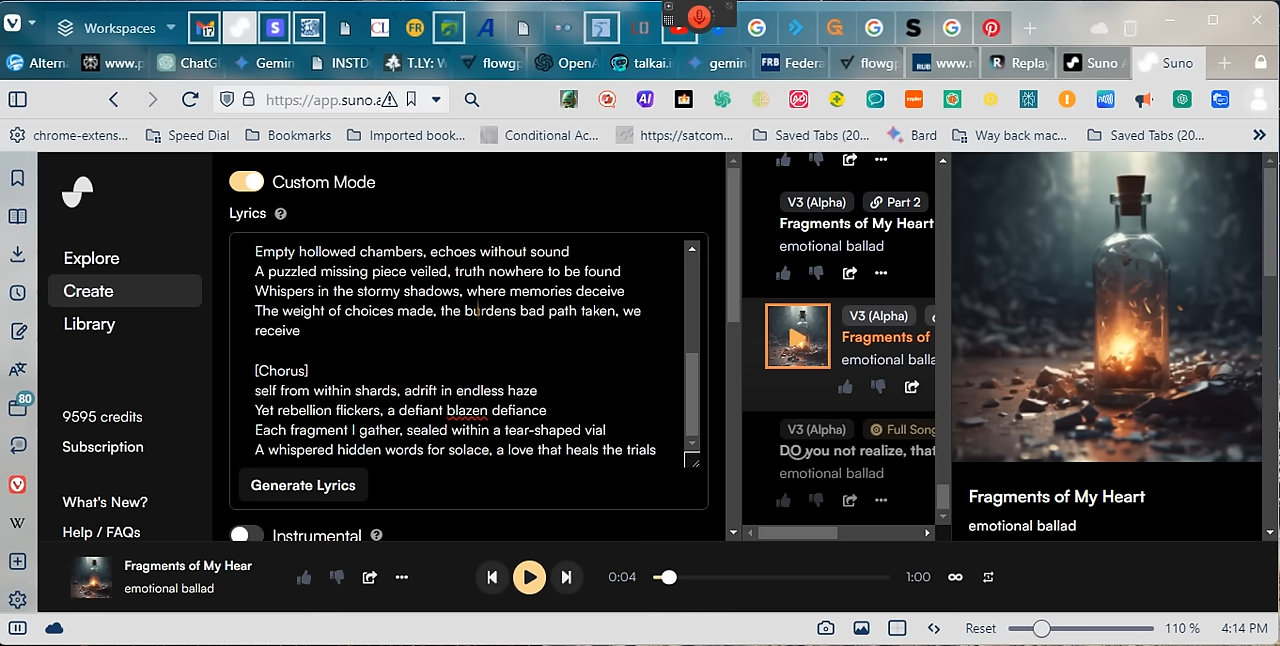 Workspaces
17
S
CL
FR
A
G
G
S
G
Altern
www.p
ChatG
Gemin
INSTD
T.LY:
flowgp
OpenA
talkai.i
gemin
FRB Federa
flowgp
www.r
Replay
Suno
Suno
https://app.suno.a
chrome-extens...
Speed Dial
Bookmarks
Imported book...
Conditional Ac...
https://satcom...
Saved Tabs (20...
Bard
Way back mac...
Saved Tabs (20...
Explore
Create
Library
9595 credits
Subscription
What's New?
Help / FAQs
80
W
Custom Mode
Lyrics
Empty hollowed chambers, echoes without sound
A puzzled missing piece veiled, truth nowhere to be found
Whispers in the stormy shadows, where memories deceive
The weight of choices made, the burdens bad path taken, we
receive
[Chorus]
self from within shards, adrift in endless haze
Yet rebellion flickers, a defiant blazen defiance
Each fragment I gather, sealed within a tear-shaped vial
A whispered hidden words for solace, a love that heals the trials
Generate Lyrics
Instrumental
V3 (Alpha)
Part 2
Fragments of My Heart
emotional ballad
V3 (Alpha)
Fragments of
emotional balla
V3 (Alpha)
Full Song
DO you not realize, that
emotional ballad
Fragments of My Heart
emotional ballad
Fragments of My Hear
emotional ballad
0:04
1:00
Reset
110 %
4:14 PM